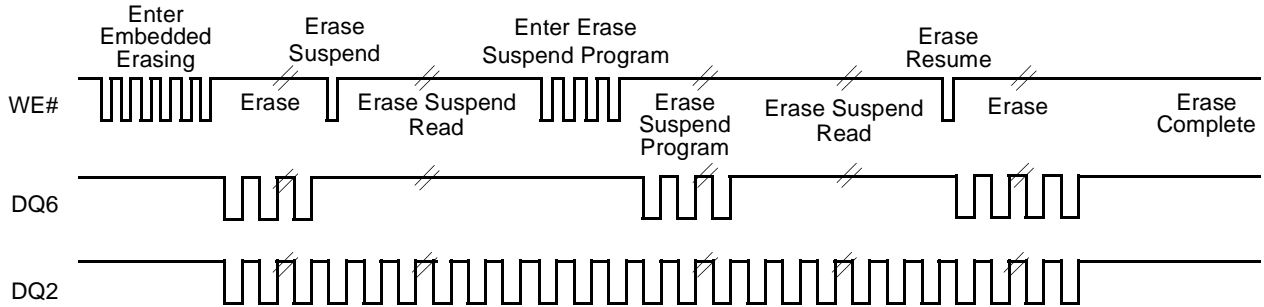 Enter
Embedded
Erasing
Erase
Suspend
Enter Erase
Suspend Program
Erase
Resume
WE#
Erase
Erase Suspend
Read
Erase
Suspend
Program
Erase Suspend
Read
Erase
Erase
Complete
DQ6
DQ2